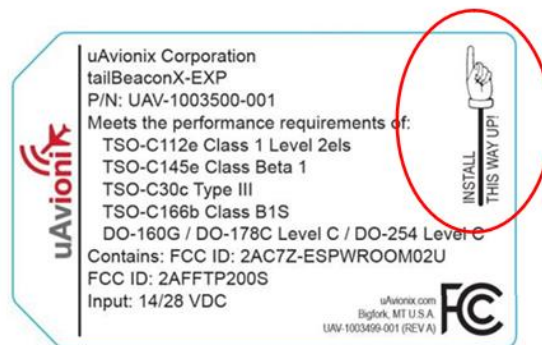 uAvionix
uAvionix Corporation
tailBeaconX-EXP
P/N: UAV-1003500-001
Meets the performance requirements of:
TSO-C112e Class 1 Level 2els
TSO-C145e Class Beta 1
TSO-C30c Type III
TSO-C166b Class B1S
DO-160G / DO-178C Level C / DO-254 Level C
Contains: FCC ID: 2AC7Z-ESPWROOM02U
FCC ID: 2AFFTP200S
Input: 14/28 VDC
INSTALL
THIS WAY UP!
uAvionix.com
Bigfork, MT U.S.A.
UAV-1003499-001 (REV A)
FCC